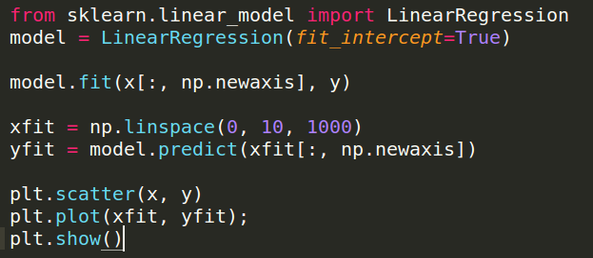 from sklearn.linear_model import LinearRegression
model = LinearRegression(fit_intercept=True)
model.fit(x[:, np.newaxis], y)
xfit = np.linspace(0, 10, 1000)
yfit = model.predict(xfit[:, np.newaxis])
plt.scatter(x, y)
plt.plot(xfit, yfit);
plt.show()